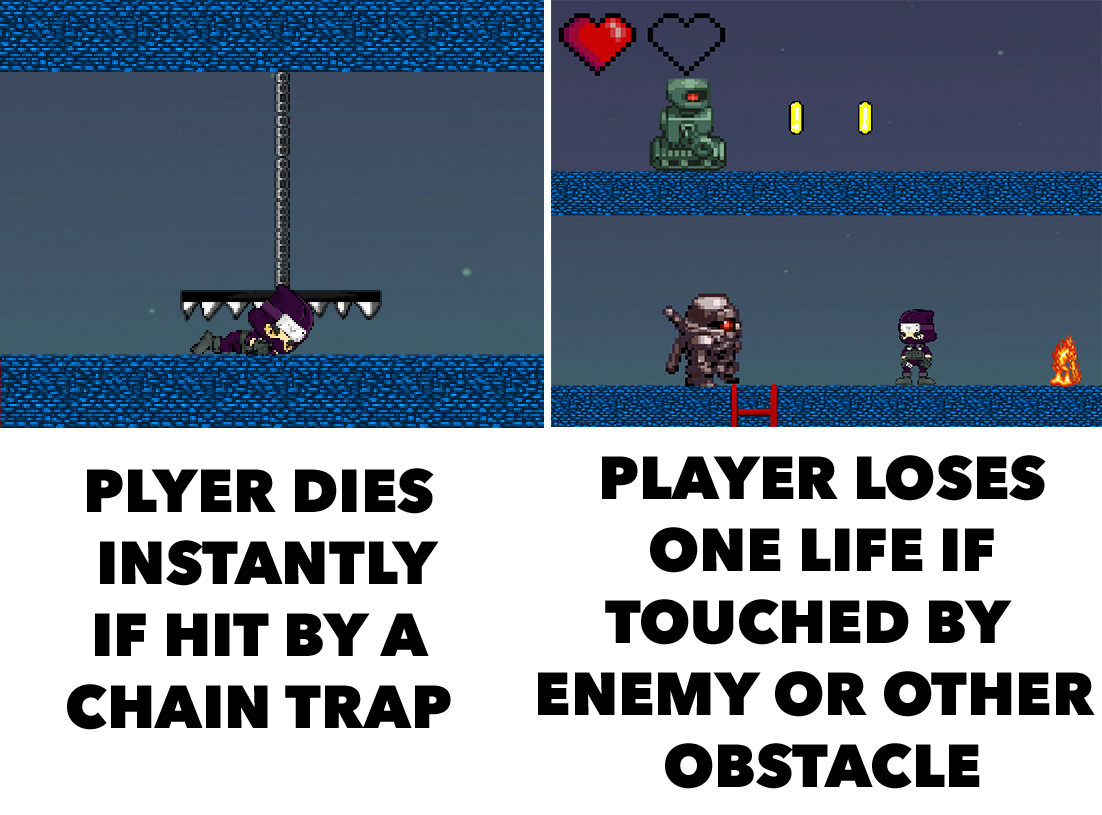 PLYER DIES
INSTANTLY
IF HIT BY A
CHAIN TRAP
PLAYER LOSES
ONE LIFE IF
TOUCHED BY
ENEMY OR OTHER
OBSTACLE